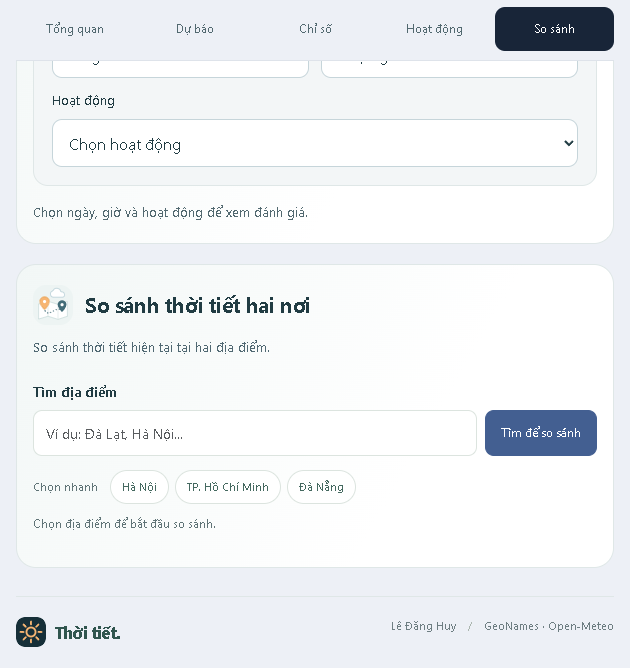 Tổng quan
Dự báo
Chỉ số
Hoạt động
So sánh
Hoạt động
Chọn hoạt động
Chọn ngày, giờ và hoạt động để xem đánh giá.
So sánh thời tiết hai nơi
So sánh thời tiết hiện tại tại hai địa điểm.
Tìm địa điểm
Ví dụ: Đà Lạt, Hà Nội...
Tìm để so sánh
Chọn nhanh
Hà Nội
TP. Hồ Chí Minh
Đà Nẵng
Chọn địa điểm để bắt đầu so sánh.
Thời tiết.
Lê Đăng Huy / GeoNames · Open-Meteo